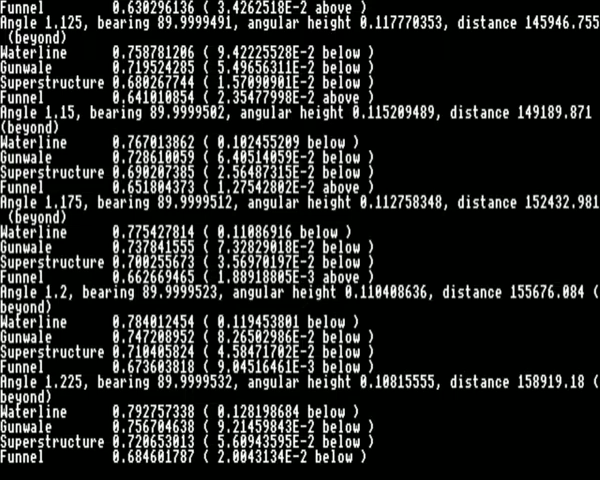 Funnel 0.630296136 ( 3.4262518E-2 above )
Angle 1.125, bearing 89.9999491, angular height 0.117770353, distance 145946.755
(beyond)
Waterline 0.758781206 ( 9.42225528E-2 below )
Gunwale 0.719524285 ( 5.49656311E-2 below )
Superstructure 0.680267744 ( 1.57090901E-2 below )
Funnel 0.641010854 ( 2.35477998E-2 above )
Angle 1.15, bearing 89.9999502, angular height 0.115209489, distance 149189.871
(beyond)
Waterline 0.767013862 ( 0.102455209 below )
Gunwale 0.728610059 ( 6.40514059E-2 below )
Superstructure 0.690207385 ( 2.56487315E-2 below )
Funnel 0.651804373 ( 1.27542802E-2 above )
Angle 1.175, bearing 89.9999512, angular height 0.112758348, distance 152432.981
(beyond)
Waterline 0.775427814 ( 0.11086916 below )
Gunwale 0.737841555 ( 7.32829018E-2 below )
Superstructure 0.700255673 ( 3.56970197E-2 below )
Funnel 0.662669465 ( 1.88918805E-3 above )
Angle 1.2, bearing 89.9999523, angular height 0.110408636, distance 155676.084 (
beyond)
Waterline 0.784012454 ( 0.119453801 below )
Gunwale 0.747208952 ( 8.26502986E-2 below )
Superstructure 0.710405824 ( 4.58471702E-2 below )
Funnel 0.673603818 ( 9.04516461E-3 below )
Angle 1.225, bearing 89.9999532, angular height 0.10815555, distance 158919.18 (
beyond)
Waterline 0.792757338 ( 0.128198684 below )
Gunwale 0.756704638 ( 9.21459843E-2 below )
Superstructure 0.720653013 ( 5.60943595E-2 below )
Funnel 0.684601787 ( 2.0043134E-2 below )